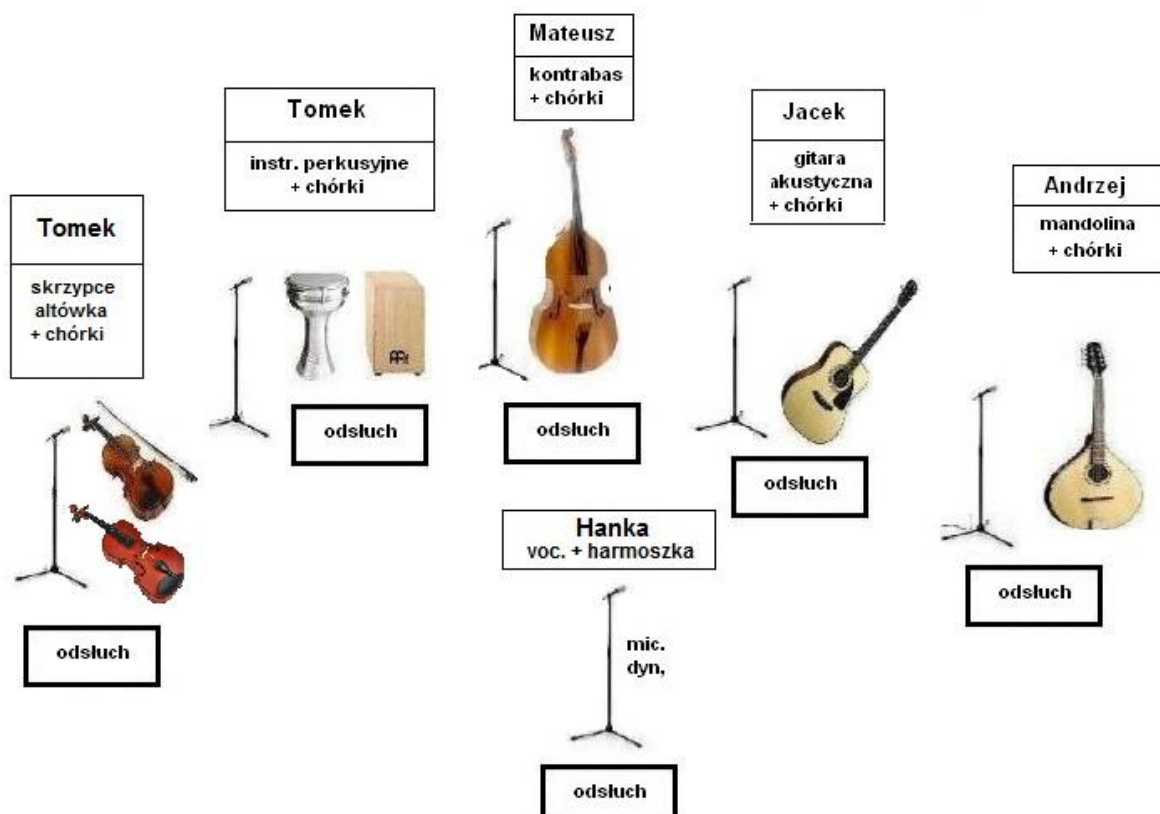 Mateusz
kontrabas
+ chórki
Tomek
instr. perkusyjne
+ chórki
Jacek
gitara
akustyczna
+ chórki
Andrzej
mandolina
+ chórki
Tomek
skrzypce
altówka
+ chórki
odsłuch
odsłuch
odsłuch
odsłuch
odsłuch
Hanka
voc. + harmoszka
mic.
dyn,
odsłuch